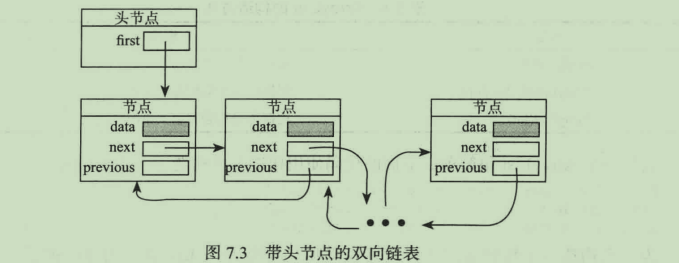 头节点
first
节点 节点 节点
data data data
next next next
previous previous previous
图 7.3 带头节点的双向链表